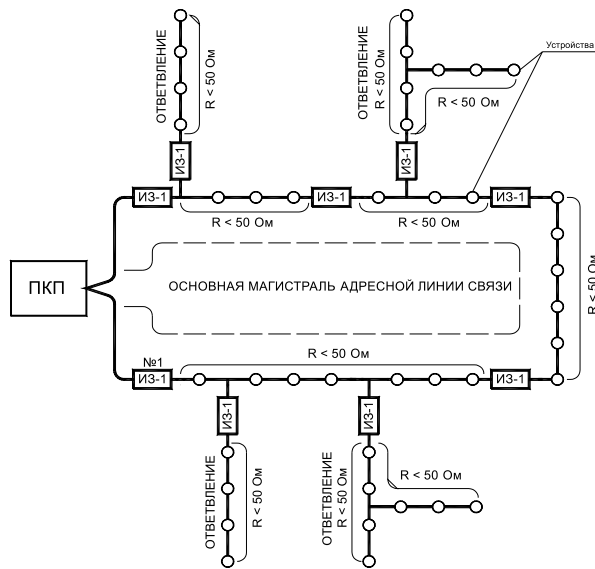 ОТВЕТВЛЕНИЕ
R < 50 Ом
ОТВЕТВЛЕНИЕ
R < 50 Ом
R < 50 Ом
Устройства
ИЗ-1
ИЗ-1
ИЗ-1
ИЗ-1
ИЗ-1
R < 50 Ом
R < 50 Ом
ПКП
ОСНОВНАЯ МАГИСТРАЛЬ АДРЕСНОЙ ЛИНИИ СВЯЗИ
R < 50 Ом
R < 50 Ом
№1
ИЗ-1
ИЗ-1
ИЗ-1
ИЗ-1
ОТВЕТВЛЕНИЕ
R < 50 Ом
ОТВЕТВЛЕНИЕ
R < 50 Ом
R < 50 Ом